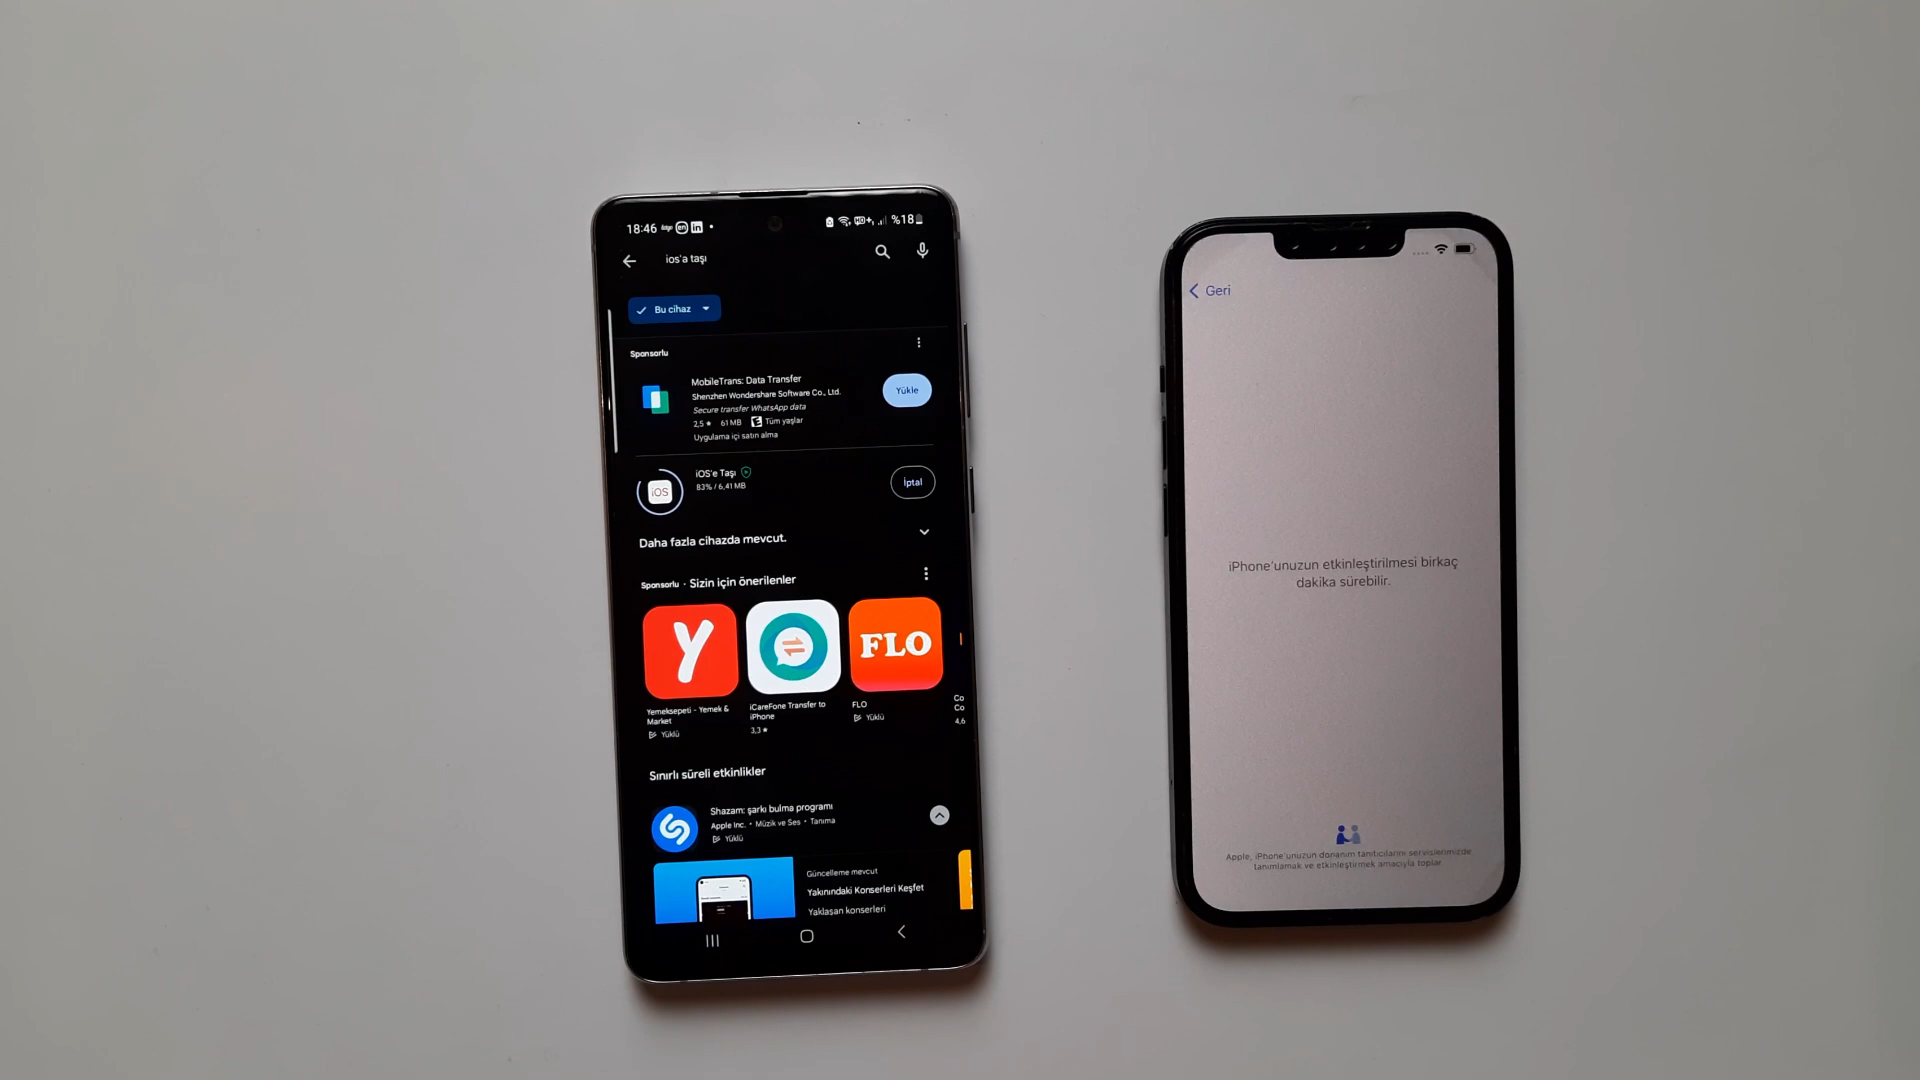 18:46
%18
ios'a taşı
Bu cihaz
Sponsorlu
MobileTrans: Data Transfer
Shenzhen Wondershare Software Co., Ltd.
Secure transfer WhatsApp data
2,5 ★ 61 MB E Tüm yaşlar
Uygulama içi satın alma
Yükle
iOS
iOS'e Taşı
83% / 6,41 MB
İptal
Daha fazla cihazda mevcut.
Sponsorlu · Sizin için önerilenler
Y
FLO
Yemeksepeti - Yemek &
Market
Yüklü
iCareFone Transfer to
iPhone
3,3 ★
FLO
Yüklü
Co
Co
4,6
Sınırlı süreli etkinlikler
Shazam: şarkı bulma programı
Apple Inc. • Müzik ve Ses • Tanıma
Yüklü
Güncelleme mevcut
Yakınındaki Konserleri Keşfet
Yaklaşan konserleri
Geri
iPhone'unuzun etkinleştirilmesi birkaç
dakika sürebilir.
Apple, iPhone'unuzun donanım tanıtıcılarını servislerimizde
tanımlamak ve etkinleştirmek amacıyla toplar.